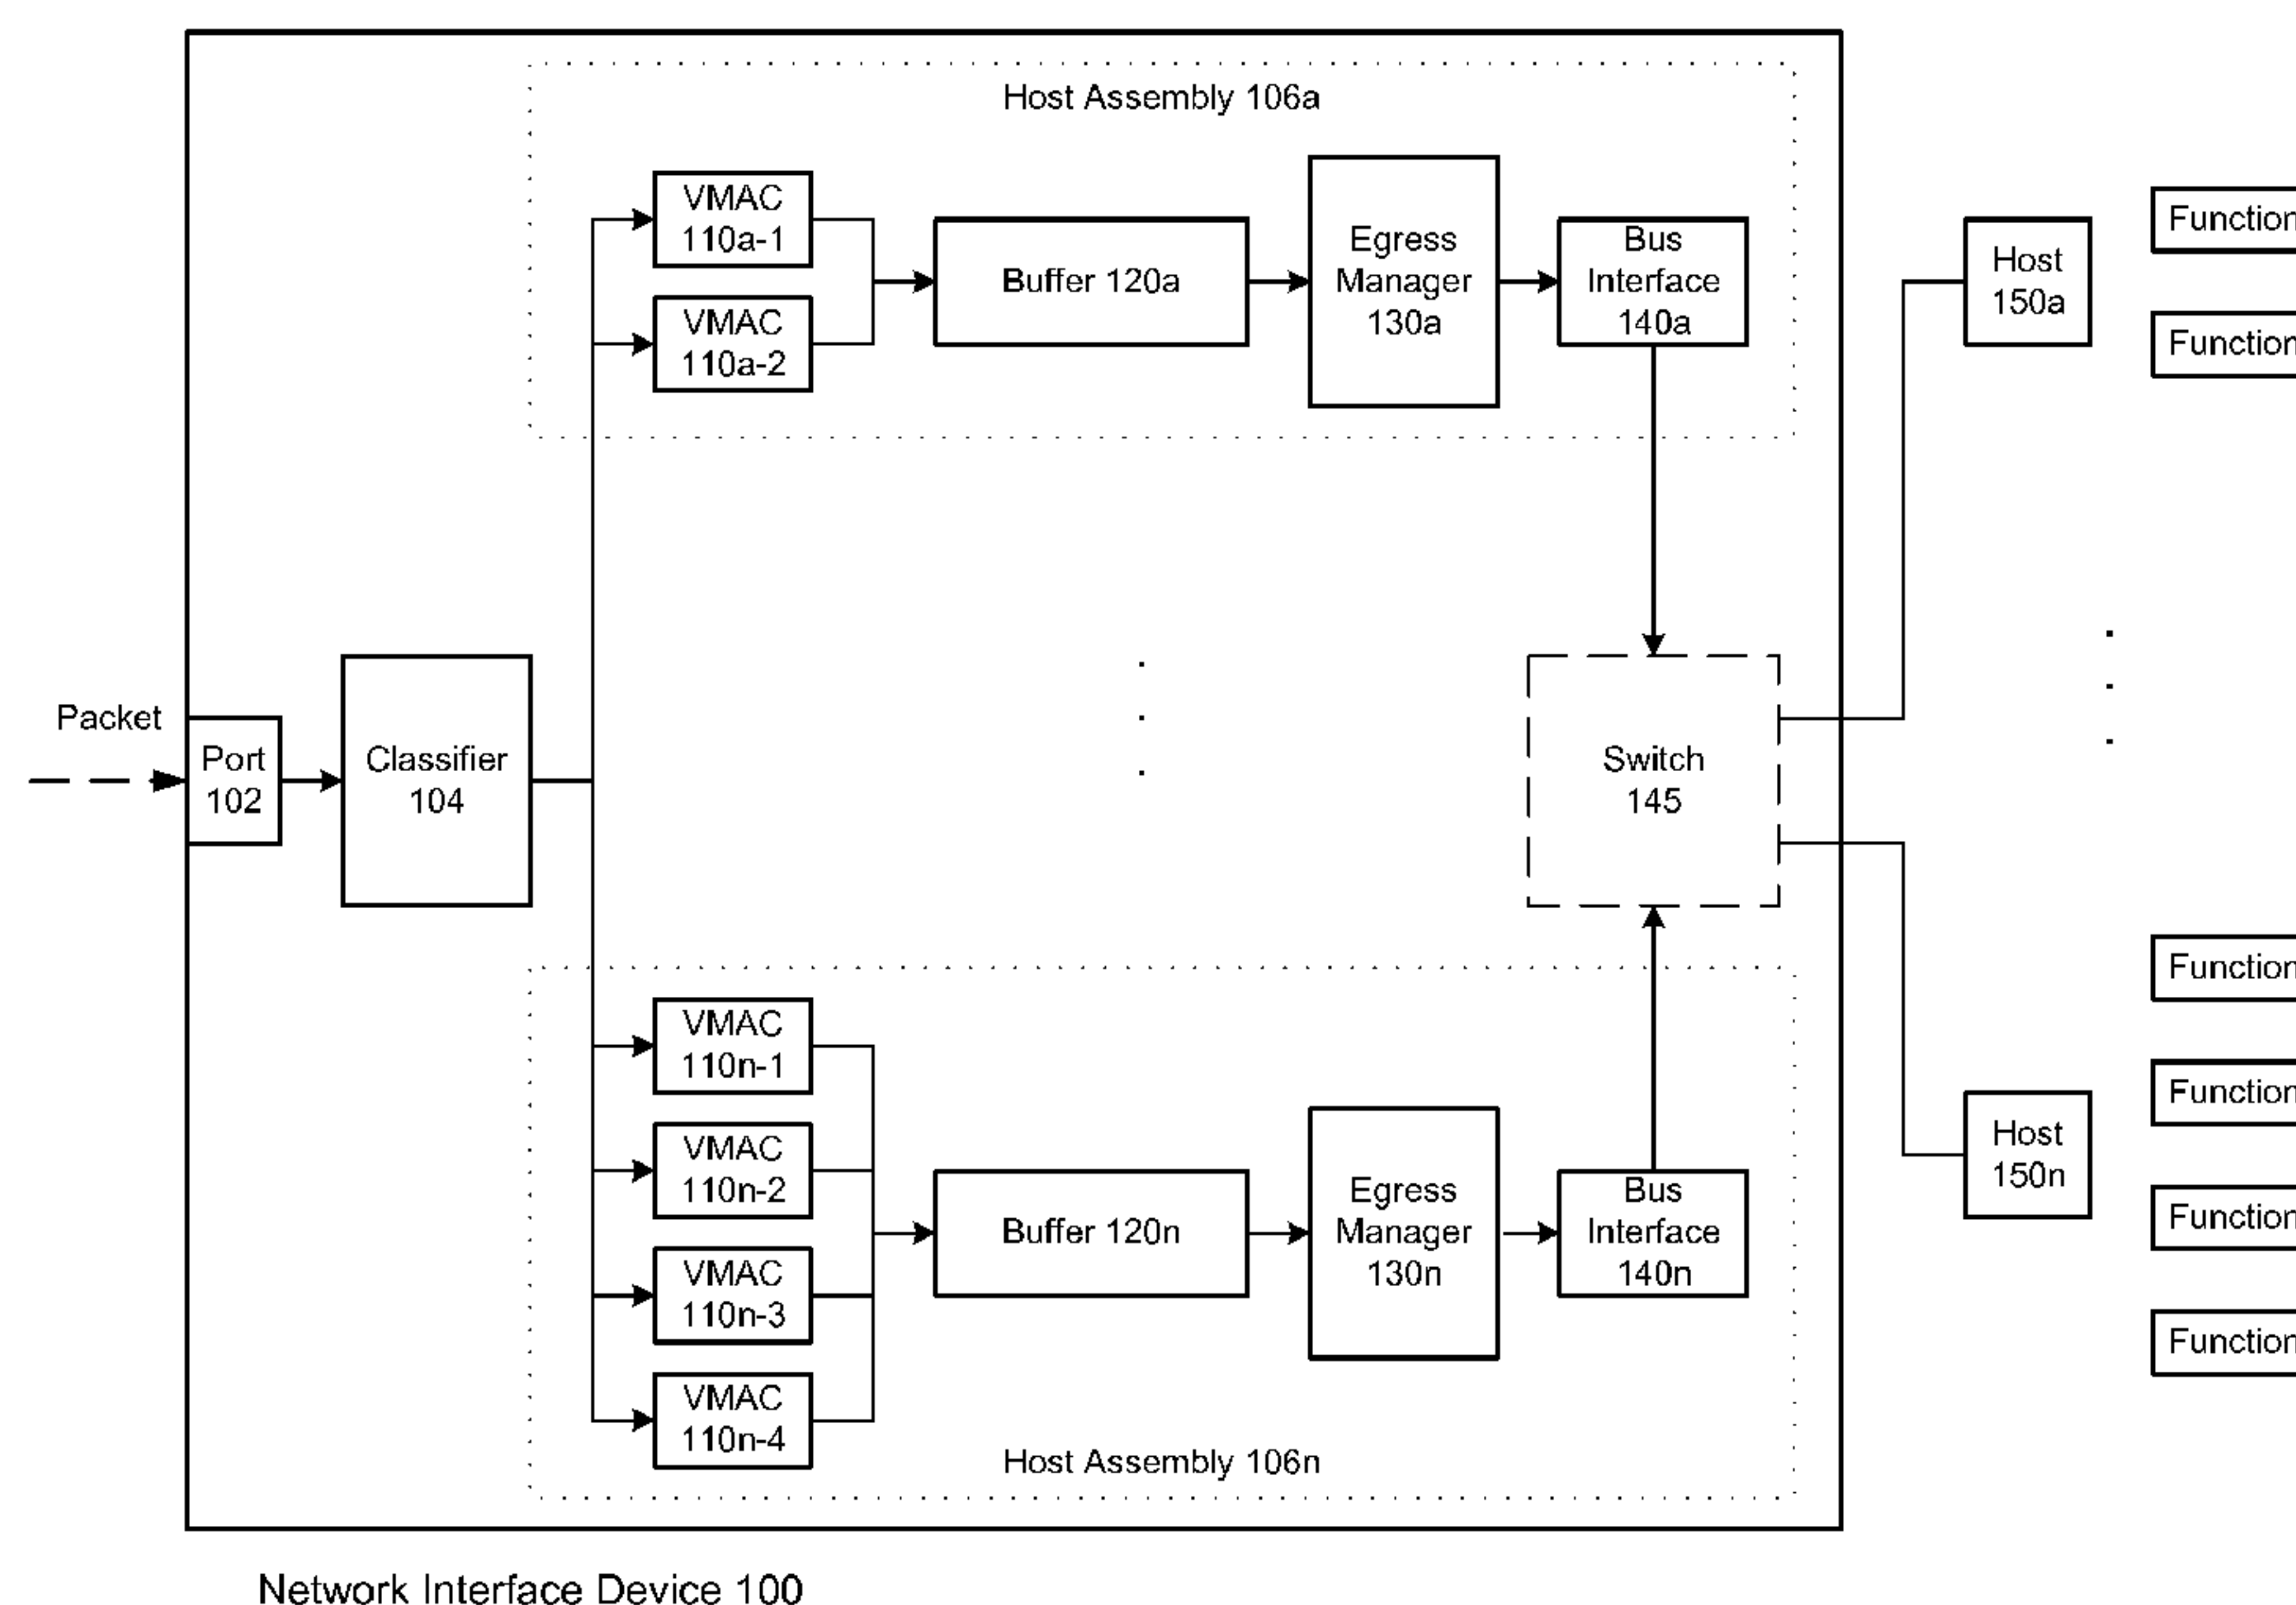 Host Assembly 106a
VMAC
110a-1
VMAC
110a-2
Buffer 120a
Egress
Manager
130a
Bus
Interface
140a
Host
150a
Function
Function
Packet
Port
102
Classifier
104
.
.
.
Switch
145
.
.
.
VMAC
110n-1
VMAC
110n-2
VMAC
110n-3
VMAC
110n-4
Buffer 120n
Egress
Manager
130n
Bus
Interface
140n
Host
150n
Function
Function
Function
Function
Host Assembly 106n
Network Interface Device 100